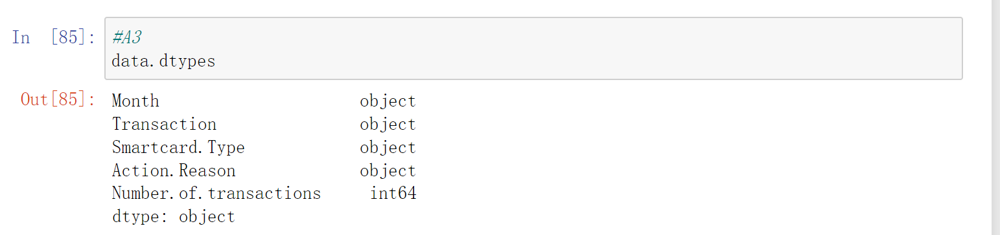 In [85]: #A3
data.dtypes
Out[85]: Month object
Transaction object
Smartcard.Type object
Action.Reason object
Number.of.transactions int64
dtype: object